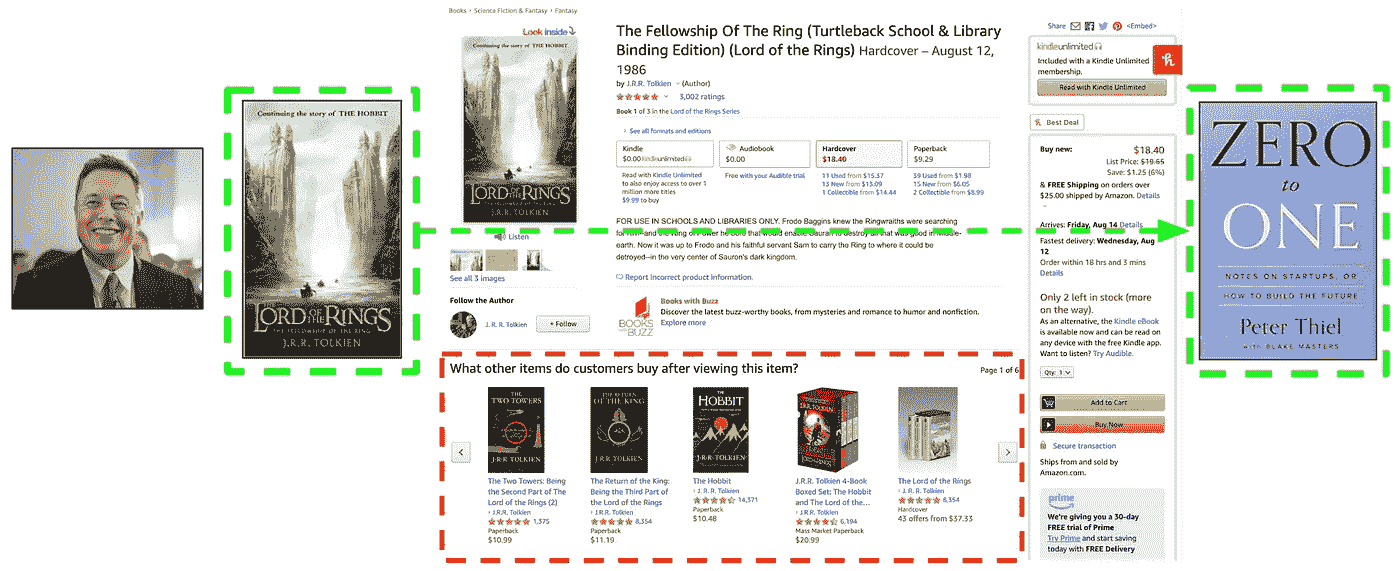 Books › Science Fiction & Fantasy › Fantasy
Look inside
Continuing the story of THE HOBBIT
LORD OF THE RINGS
J.R.R. TOLKIEN
Listen
See all 3 images
Follow the Author
J. R. R. Tolkien
+ Follow
Continuing the story of THE HOBBIT
LORD OF THE RINGS
THE FELLOWSHIP OF THE RING
J.R.R. TOLKIEN
The Fellowship Of The Ring (Turtleback School & Library
Binding Edition) (Lord of the Rings) Hardcover – August 12,
1986
by J.R.R. Tolkien (Author)
3,002 ratings
Book 1 of 3 in the Lord of the Rings Series
› See all formats and editions
Kindle
$0.00 kindleunlimited
Read with Kindle Unlimited
to also enjoy access to over 1
million more titles
$9.99 to buy
Audiobook
$0.00
Free with your Audible trial
Hardcover
$18.40
11 Used from $15.37
13 New from $13.09
1 Collectible from $14.44
Paperback
$9.29
39 Used from $1.98
15 New from $6.05
2 Collectible from $8.99
FOR USE IN SCHOOLS AND LIBRARIES ONLY. Frodo Baggins knew the Ringwraiths were searching
earth. Now it was up to Frodo and his faithful servant Sam to carry the Ring to where it could be
detroyed--in the very center of Sauron's dark kingdom.
Report incorrect product information.
BOOKS WITH BUZZ
Books with Buzz
Discover the latest buzz-worthy books, from mysteries and romance to humor and nonfiction.
Explore more
What other items do customers buy after viewing this item?
Page 1 of 6
THE TWO TOWERS
J.R.R. TOLKIEN
The Two Towers: Being
the Second Part of The
Lord of the Rings (2)
› J.R.R. Tolkien
1,375
Paperback
$10.99
THE RETURN OF THE KING
J.R.R. TOLKIEN
The Return of the King:
Being the Third Part of
the Lord of the Rings
› J.R.R. Tolkien
8,354
Paperback
$11.19
THE HOBBIT
J.R.R. TOLKIEN
The Hobbit
› J. R. R. Tolkien
14,371
Paperback
$10.48
J.R.R. Tolkien 4-Book
Boxed Set: The Hobbit
and The Lord of the...
› J.R.R. Tolkien
6,194
Mass Market Paperback
$20.99
The Lord of the Rings
› J. R. R. Tolkien
8,354
Hardcover
43 offers from $37.33
Share <Embed>
kindleunlimited
Included with a Kindle Unlimited
membership.
Read with Kindle Unlimited
h
Best Deal
Buy new: $18.40
List Price: $19.65
Save: $1.25 (6%)
& FREE Shipping on orders over
$25.00 shipped by Amazon. Details
Arrives: Friday, Aug 14 Details
Fastest delivery: Wednesday, Aug
12
Order within 18 hrs and 3 mins
Details
Only 2 left in stock (more
on the way).
As an alternative, the Kindle eBook
is available now and can be read on
any device with the free Kindle app.
Want to listen? Try Audible.
Qty: 1
Add to Cart
Buy Now
Secure transaction
Ships from and sold by
Amazon.com.
prime
We're giving you a 30-day
FREE trial of Prime
Try Prime and start saving
today with FREE Delivery
ZERO
to
ONE
NOTES ON STARTUPS, OR
HOW TO BUILD THE FUTURE
Peter Thiel
with BLAKE MASTERS